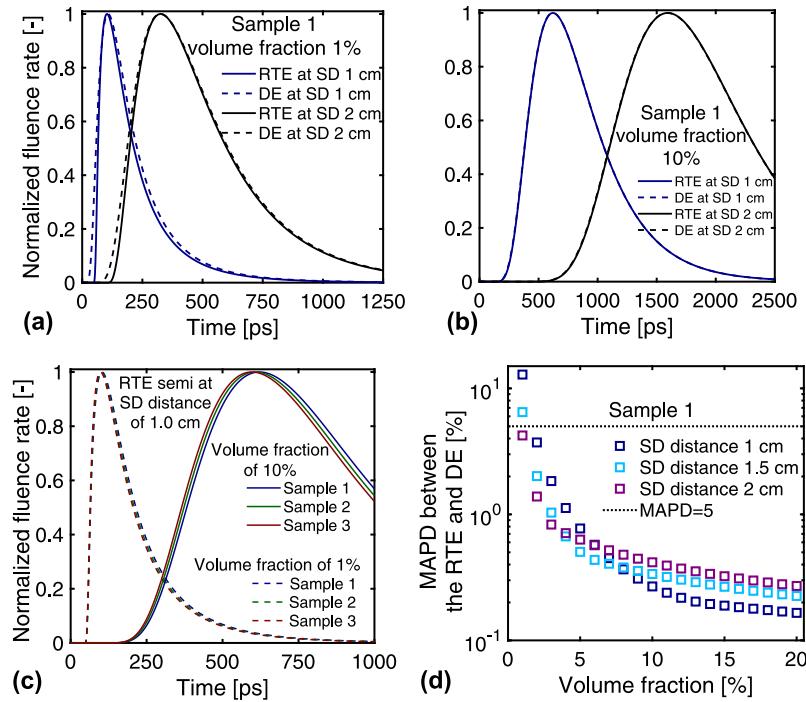 Sample 1
volume fraction 1%
RTE at SD 1 cm
DE at SD 1 cm
RTE at SD 2 cm
DE at SD 2 cm
Normalized fluence rate [-]
1
0.8
0.6
0.4
0.2
0
0 250 500 750 1000 1250
Time [ps]
(a)
Sample 1
volume fraction
10%
RTE at SD 1 cm
DE at SD 1 cm
RTE at SD 2 cm
DE at SD 2 cm
1
0.8
0.6
0.4
0.2
0
0 500 1000 1500 2000 2500
Time [ps]
(b)
RTE semi at
SD distance
of 1.0 cm
Volume fraction
of 10%
Sample 1
Sample 2
Sample 3
Volume fraction of 1%
Sample 1
Sample 2
Sample 3
Normalized fluence rate [-]
1
0.8
0.6
0.4
0.2
0
0 250 500 750 1000
Time [ps]
(c)
Sample 1
SD distance 1 cm
SD distance 1.5 cm
SD distance 2 cm
MAPD=5
MAPD between
the RTE and DE [%]
10^1
10^0
10^-1
0 5 10 15 20
Volume fraction [%]
(d)